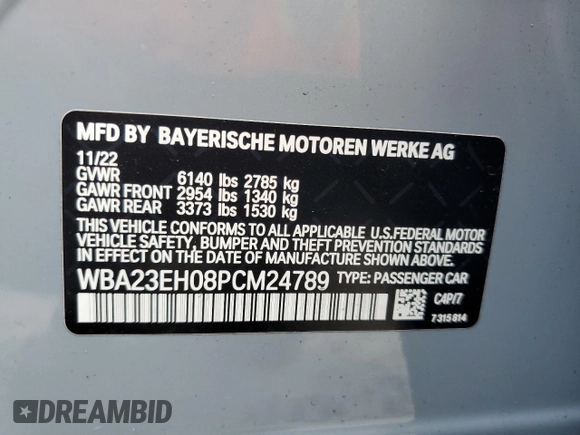 MFD BY BAYERISCHE MOTOREN WERKE AG
11/22
GVWR 6140 lbs 2785 kg
GAWR FRONT 2954 lbs 1340 kg
GAWR REAR 3373 lbs 1530 kg
THIS VEHICLE CONFORMS TO ALL APPLICABLE U.S.FEDERAL MOTOR
VEHICLE SAFETY, BUMPER AND THEFT PREVENTION STANDARDS
IN EFFECT ON THE DATE OF MANUFACTURE SHOWN ABOVE.
WBA23EH08PCM24789 TYPE: PASSENGER CAR
C4P/7
7315814
DREAMBID